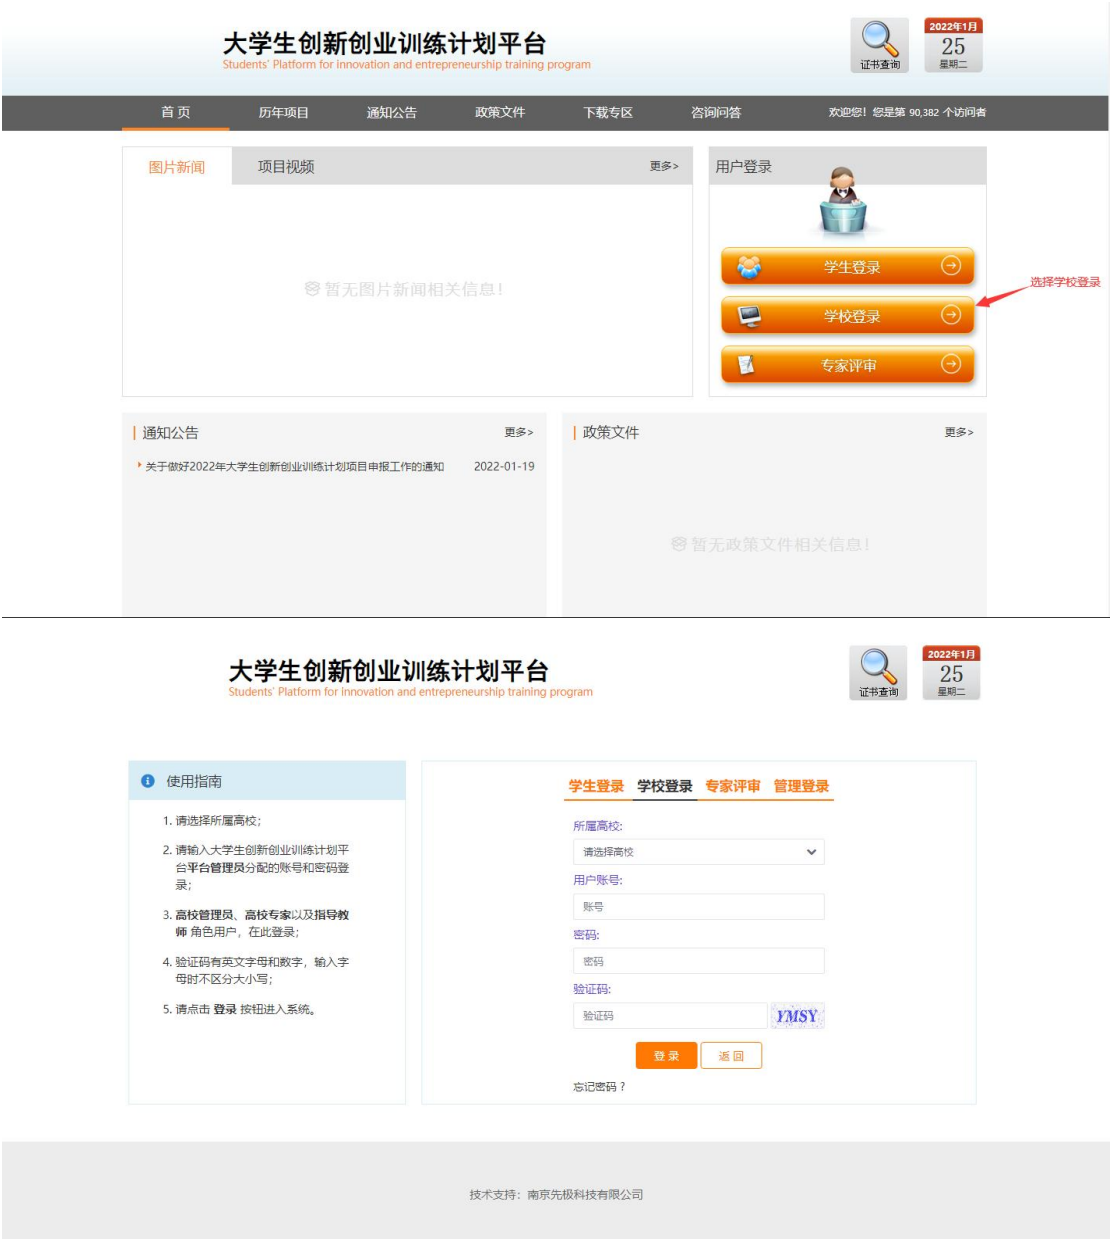 大学生创新创业训练计划平台
Students' Platform for innovation and entrepreneurship training program
证书查询
2022年1月
25
星期二
首 页 历年项目 通知公告 政策文件 下载专区 咨询问答 欢迎您！您是第 90,382 个访问者
图片新闻 项目视频 更多>
暂无图片新闻相关信息！
用户登录
学生登录
学校登录
专家评审
选择学校登录
通知公告 更多>
关于做好2022年大学生创新创业训练计划项目申报工作的通知 2022-01-19
政策文件 更多>
暂无政策文件相关信息！
大学生创新创业训练计划平台
Students' Platform for innovation and entrepreneurship training program
证书查询
2022年1月
25
星期二
使用指南
1. 请选择所属高校；
2. 请输入大学生创新创业训练计划平
台平台管理员分配的账号和密码登
录；
3. 高校管理员、高校专家以及指导教
师 角色用户，在此登录；
4. 验证码有英文字母和数字，输入字
母时不区分大小写；
5. 请点击 登录 按钮进入系统。
学生登录 学校登录 专家评审 管理登录
所属高校:
请选择高校
用户账号:
账号
密码:
密码
验证码:
验证码 YMSY
登 录 返 回
忘记密码？
技术支持：南京先极科技有限公司